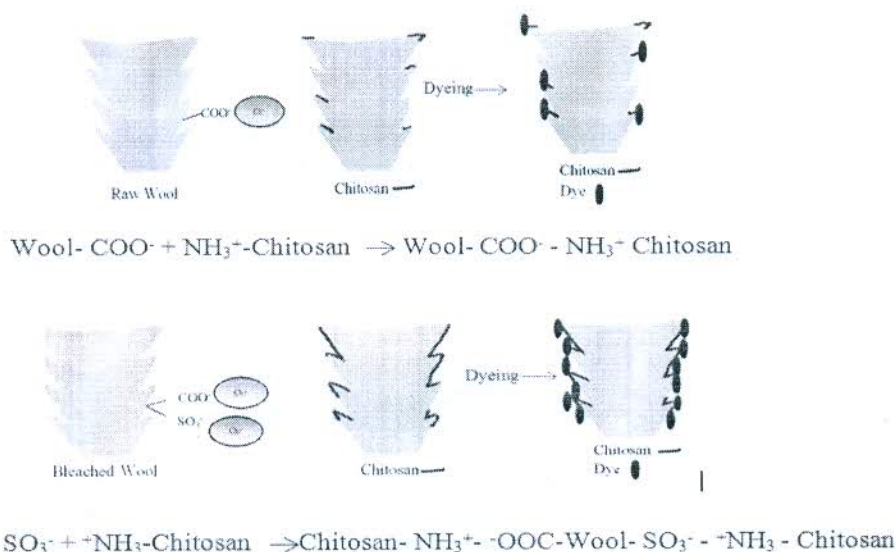 COO⁻
Dyeing →
Raw Wool
Chitosan
Chitosan
Dye
Wool- COO⁻ + NH₃⁺-Chitosan → Wool- COO⁻ - NH₃⁺ Chitosan
COO⁻
SO₃⁻
Dyeing →
Bleached Wool
Chitosan
Chitosan
Dye
SO₃⁻ + ⁺NH₃-Chitosan →Chitosan- NH₃⁺- ⁻OOC-Wool- SO₃⁻ - ⁺NH₃ - Chitosan